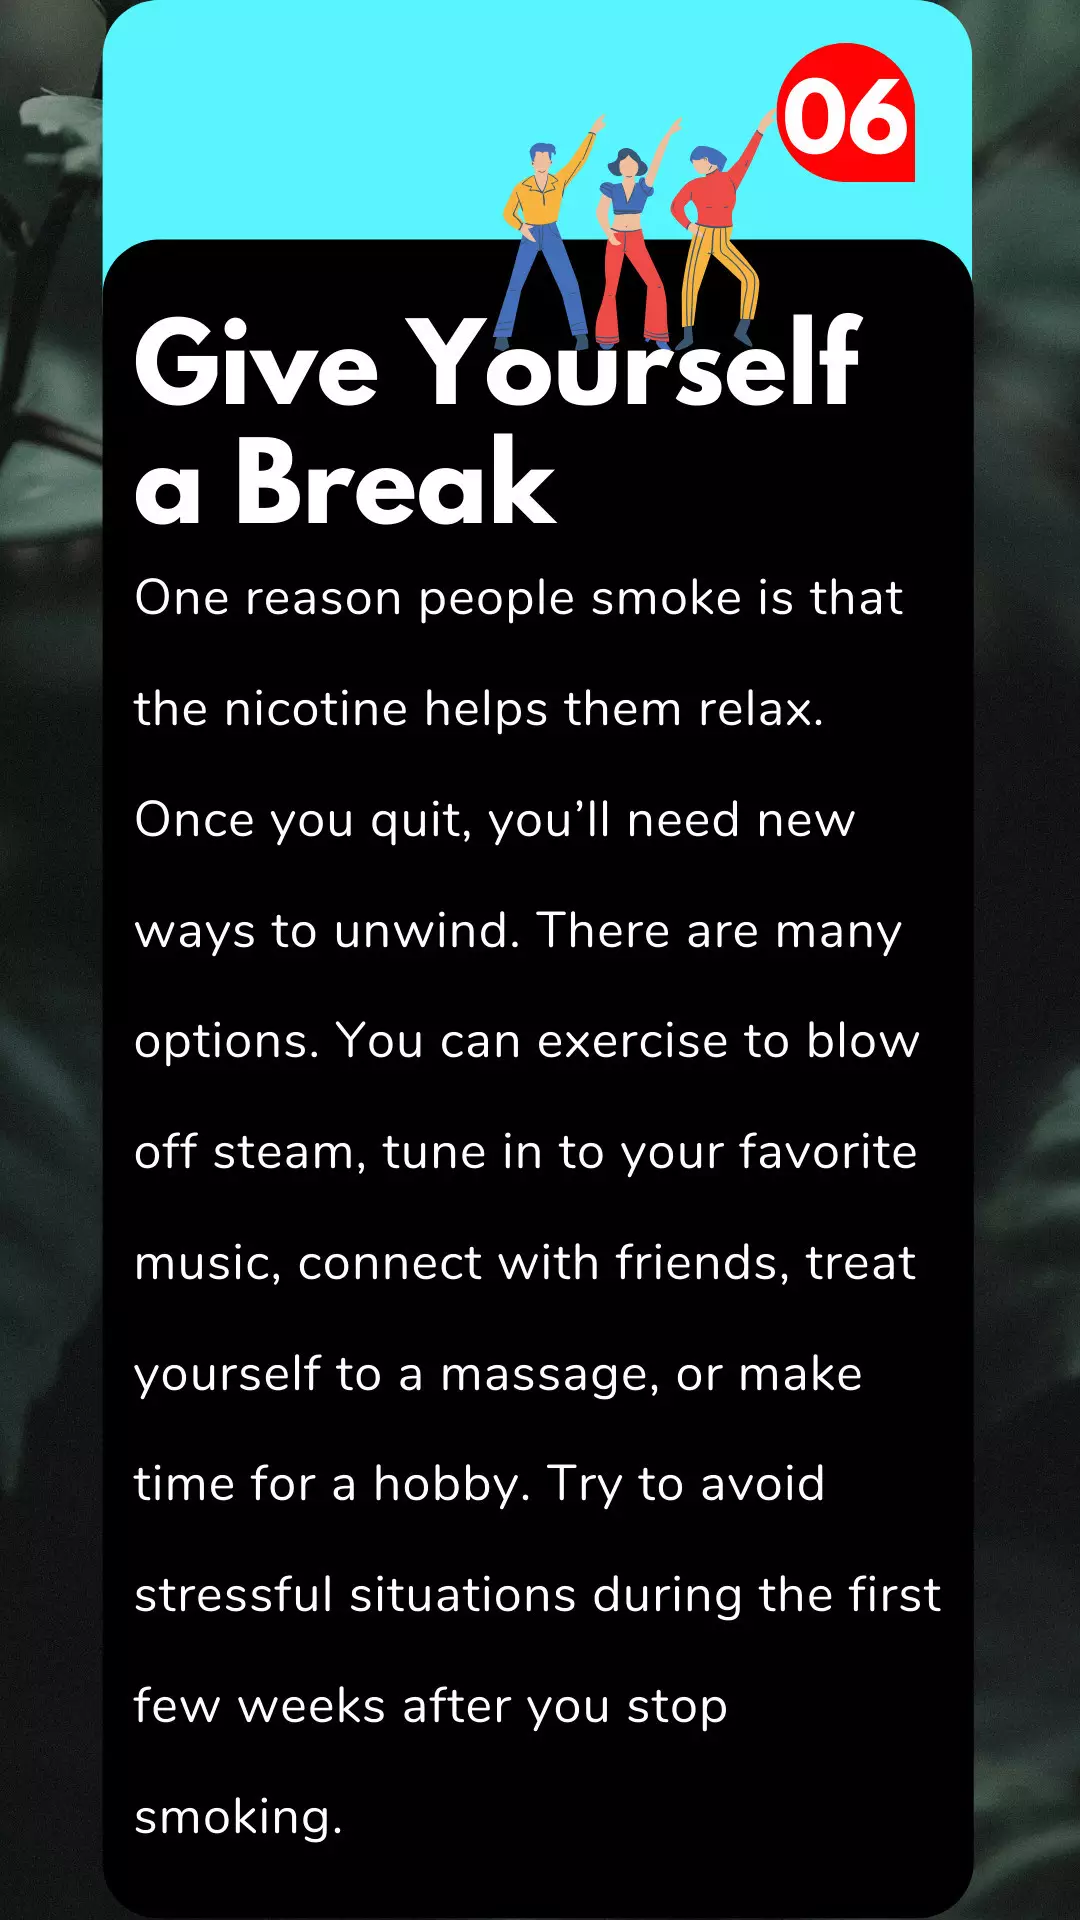 06
Give Yourself
a Break
One reason people smoke is that
the nicotine helps them relax.
Once you quit, you’ll need new
ways to unwind. There are many
options. You can exercise to blow
off steam, tune in to your favorite
music, connect with friends, treat
yourself to a massage, or make
time for a hobby. Try to avoid
stressful situations during the first
few weeks after you stop
smoking.